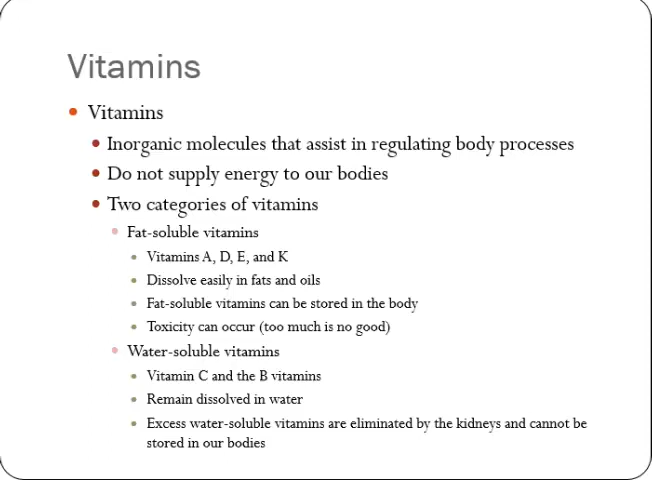 Vitamins
Vitamins
Inorganic molecules that assist in regulating body processes
Do not supply energy to our bodies
Two categories of vitamins
Fat-soluble vitamins
Vitamins A, D, E, and K
Dissolve easily in fats and oils
Fat-soluble vitamins can be stored in the body
Toxicity can occur (too much is no good)
Water-soluble vitamins
Vitamin C and the B vitamins
Remain dissolved in water
Excess water-soluble vitamins are eliminated by the kidneys and cannot be
stored in our bodies